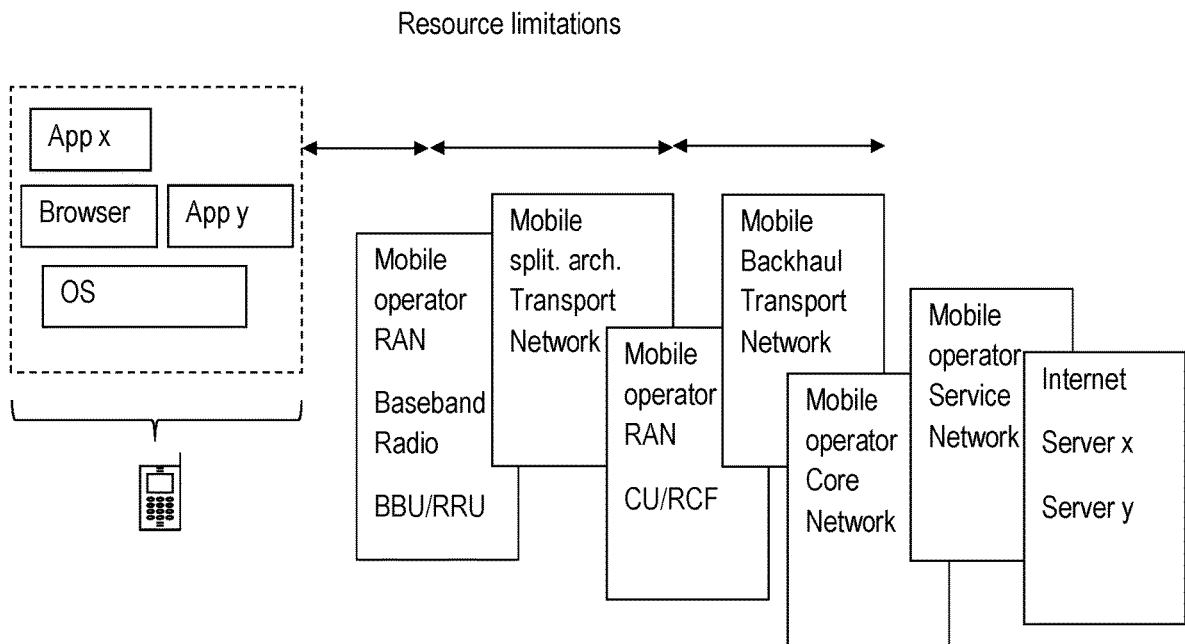 Resource limitations
App x
Browser
App y
OS
Mobile
operator
RAN
Baseband
Radio
BBU/RRU
Mobile
split. arch.
Transport
Network
Mobile
operator
RAN
CU/RCF
Mobile
Backhaul
Transport
Network
Mobile
operator
Core
Network
Mobile
operator
Service
Network
Internet
Server x
Server y